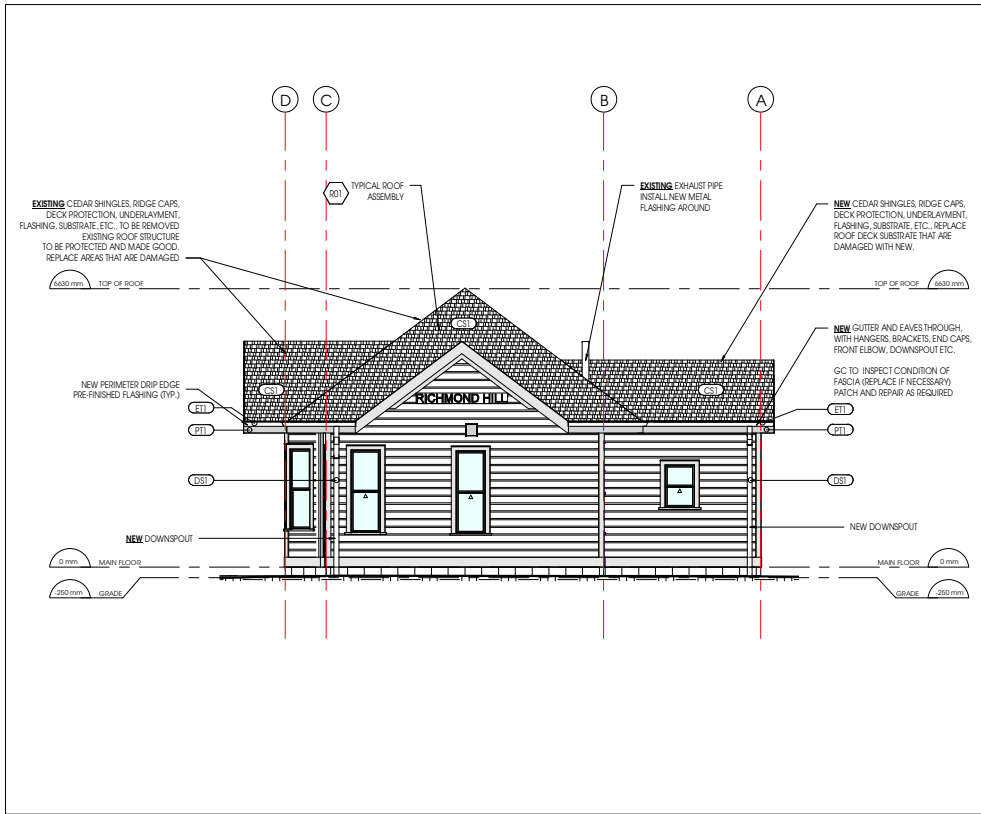 D
C
B
A
R01
TYPICAL ROOF
ASSEMBLY
EXISTING EXHAUST PIPE
INSTALL NEW METAL
FLASHING AROUND
EXISTING CEDAR SHINGLES, RIDGE CAPS,
DECK PROTECTION, UNDERLAYMENT,
FLASHING, SUBSTRATE, ETC., TO BE REMOVED
EXISTING ROOF STRUCTURE
TO BE PROTECTED AND MADE GOOD.
REPLACE AREAS THAT ARE DAMAGED
NEW CEDAR SHINGLES, RIDGE CAPS,
DECK PROTECTION, UNDERLAYMENT,
FLASHING, SUBSTRATE, ETC., REPLACE
ROOF DECK SUBSTRATE THAT ARE
DAMAGED WITH NEW.
6630 mm
TOP OF ROOF
TOP OF ROOF
6630 mm
CS1
NEW GUTTER AND EAVES THROUGH,
WITH HANGERS, BRACKETS, END CAPS,
FRONT ELBOW, DOWNSPOUT ETC.
GC TO INSPECT CONDITION OF
FASCIA (REPLACE IF NECESSARY)
PATCH AND REPAIR AS REQUIRED
NEW PERIMETER DRIP EDGE
PRE-FINISHED FLASHING (TYP.)
CS1
CS1
RICHMOND HILL
ET1
ET1
PT1
PT1
DS1
DS1
NEW DOWNSPOUT
NEW DOWNSPOUT
0 mm
MAIN FLOOR
MAIN FLOOR
0 mm
-250 mm
GRADE
GRADE
-250 mm